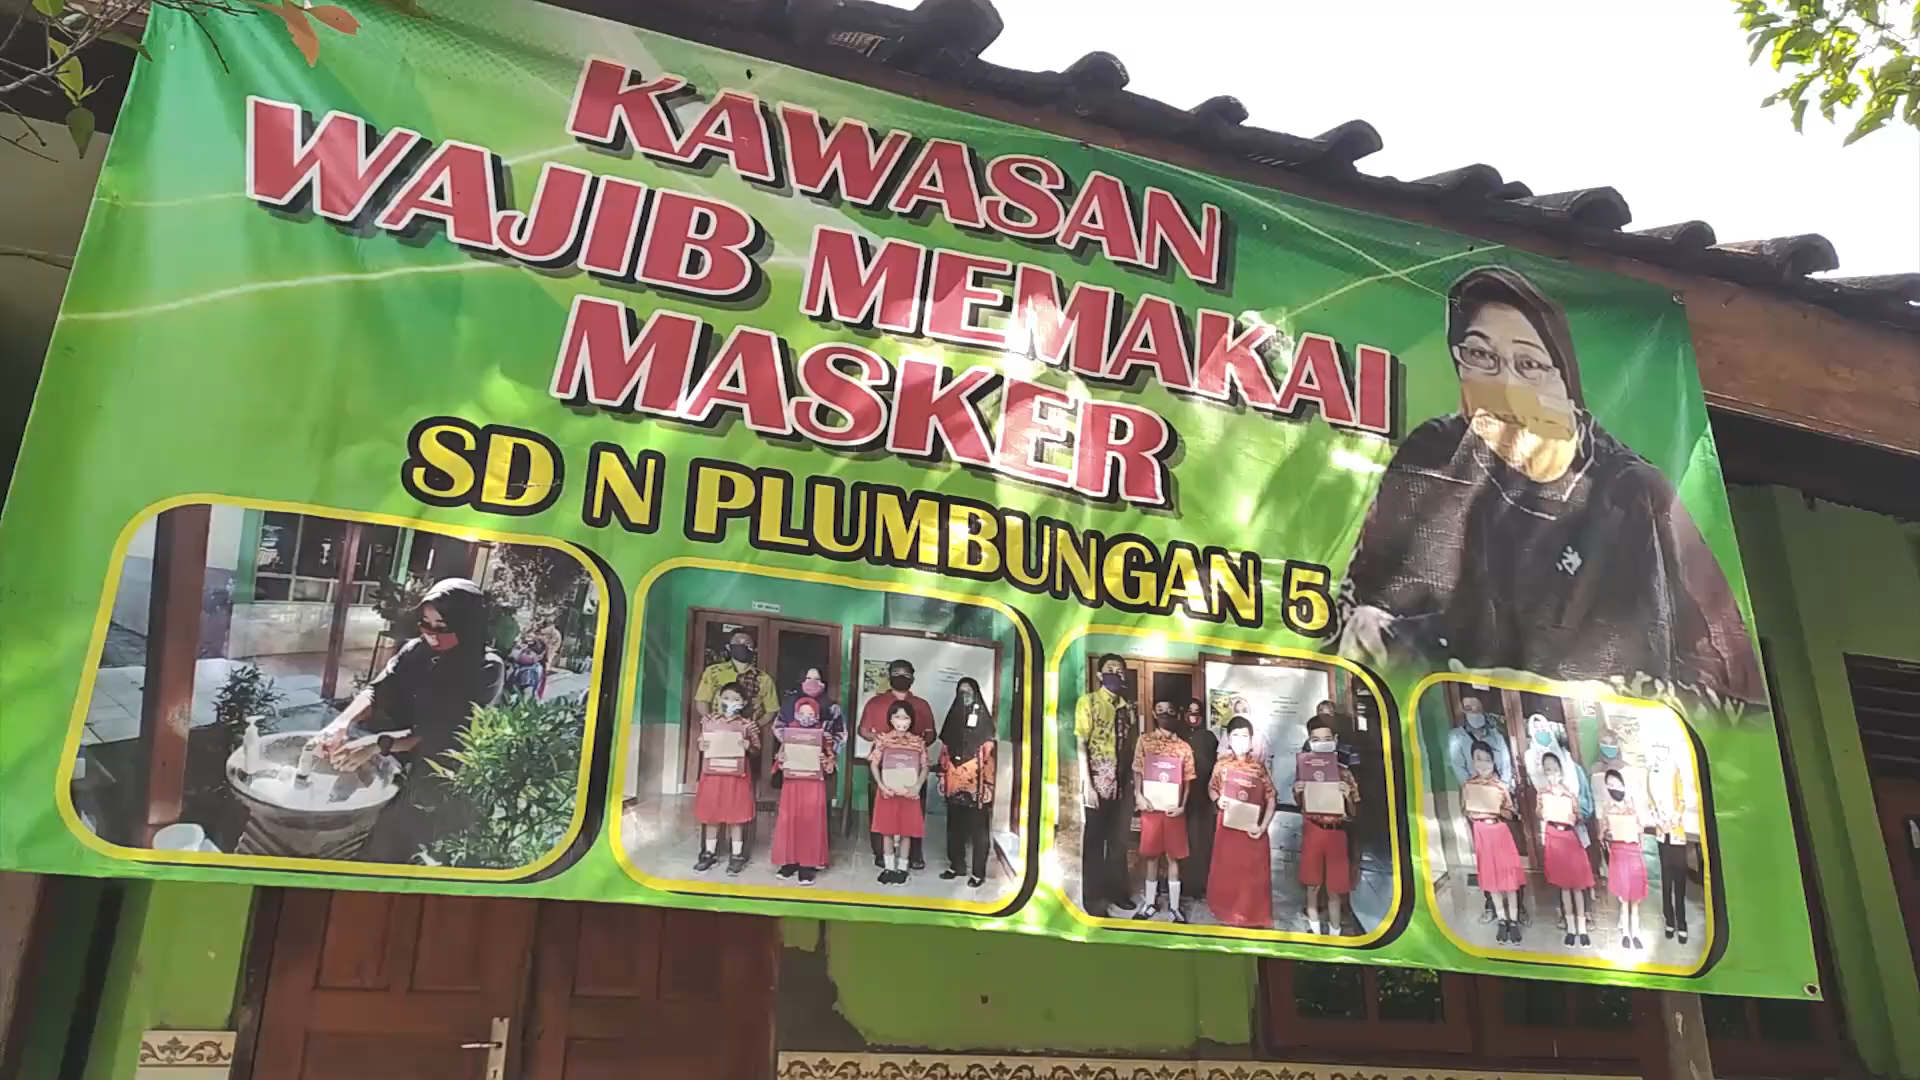 KAWASAN
WAJIB MEMAKAI
MASKER
SD N PLUMBUNGAN 5